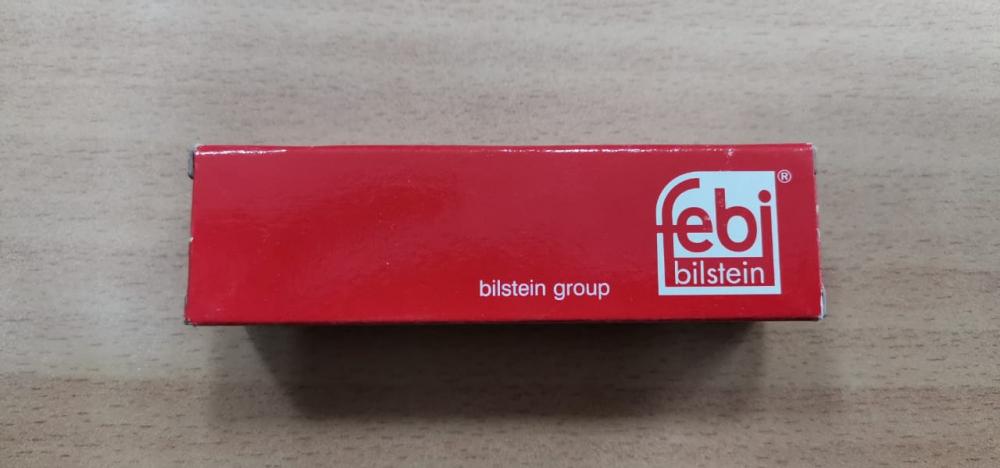 febi®
bilstein
bilstein group